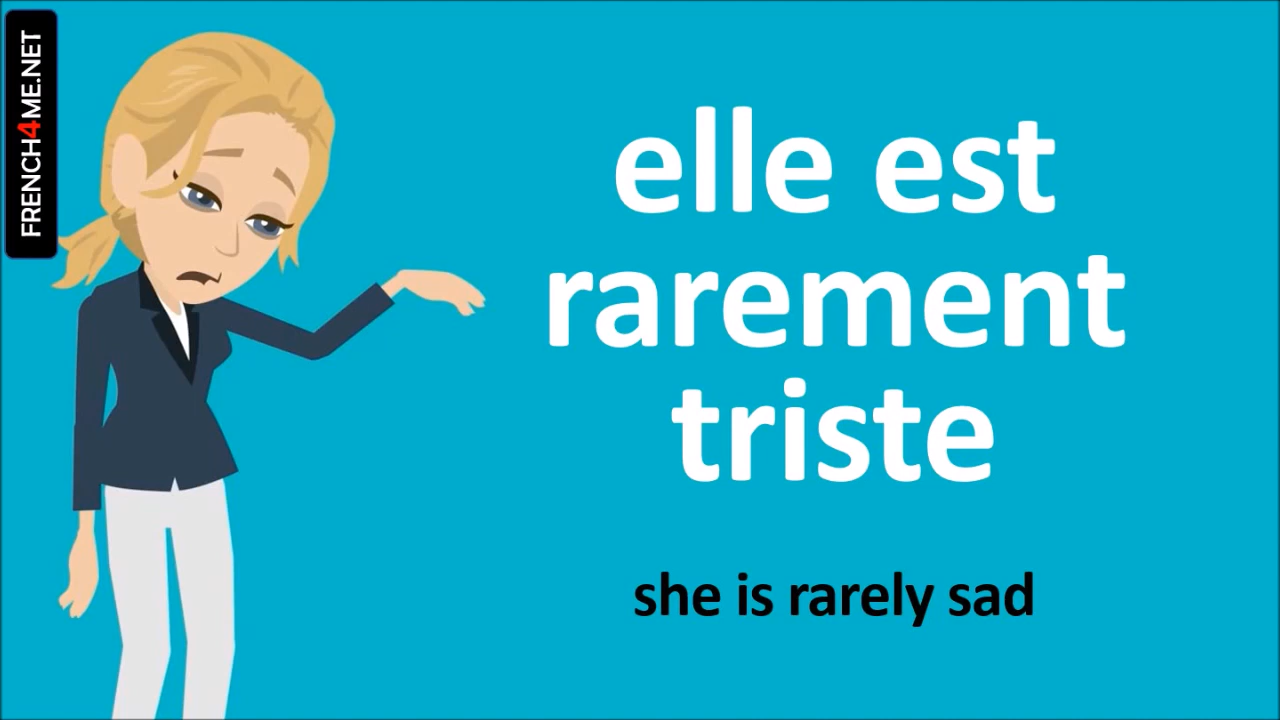 FRENCH4ME.NET
elle est
rarement
triste
she is rarely sad